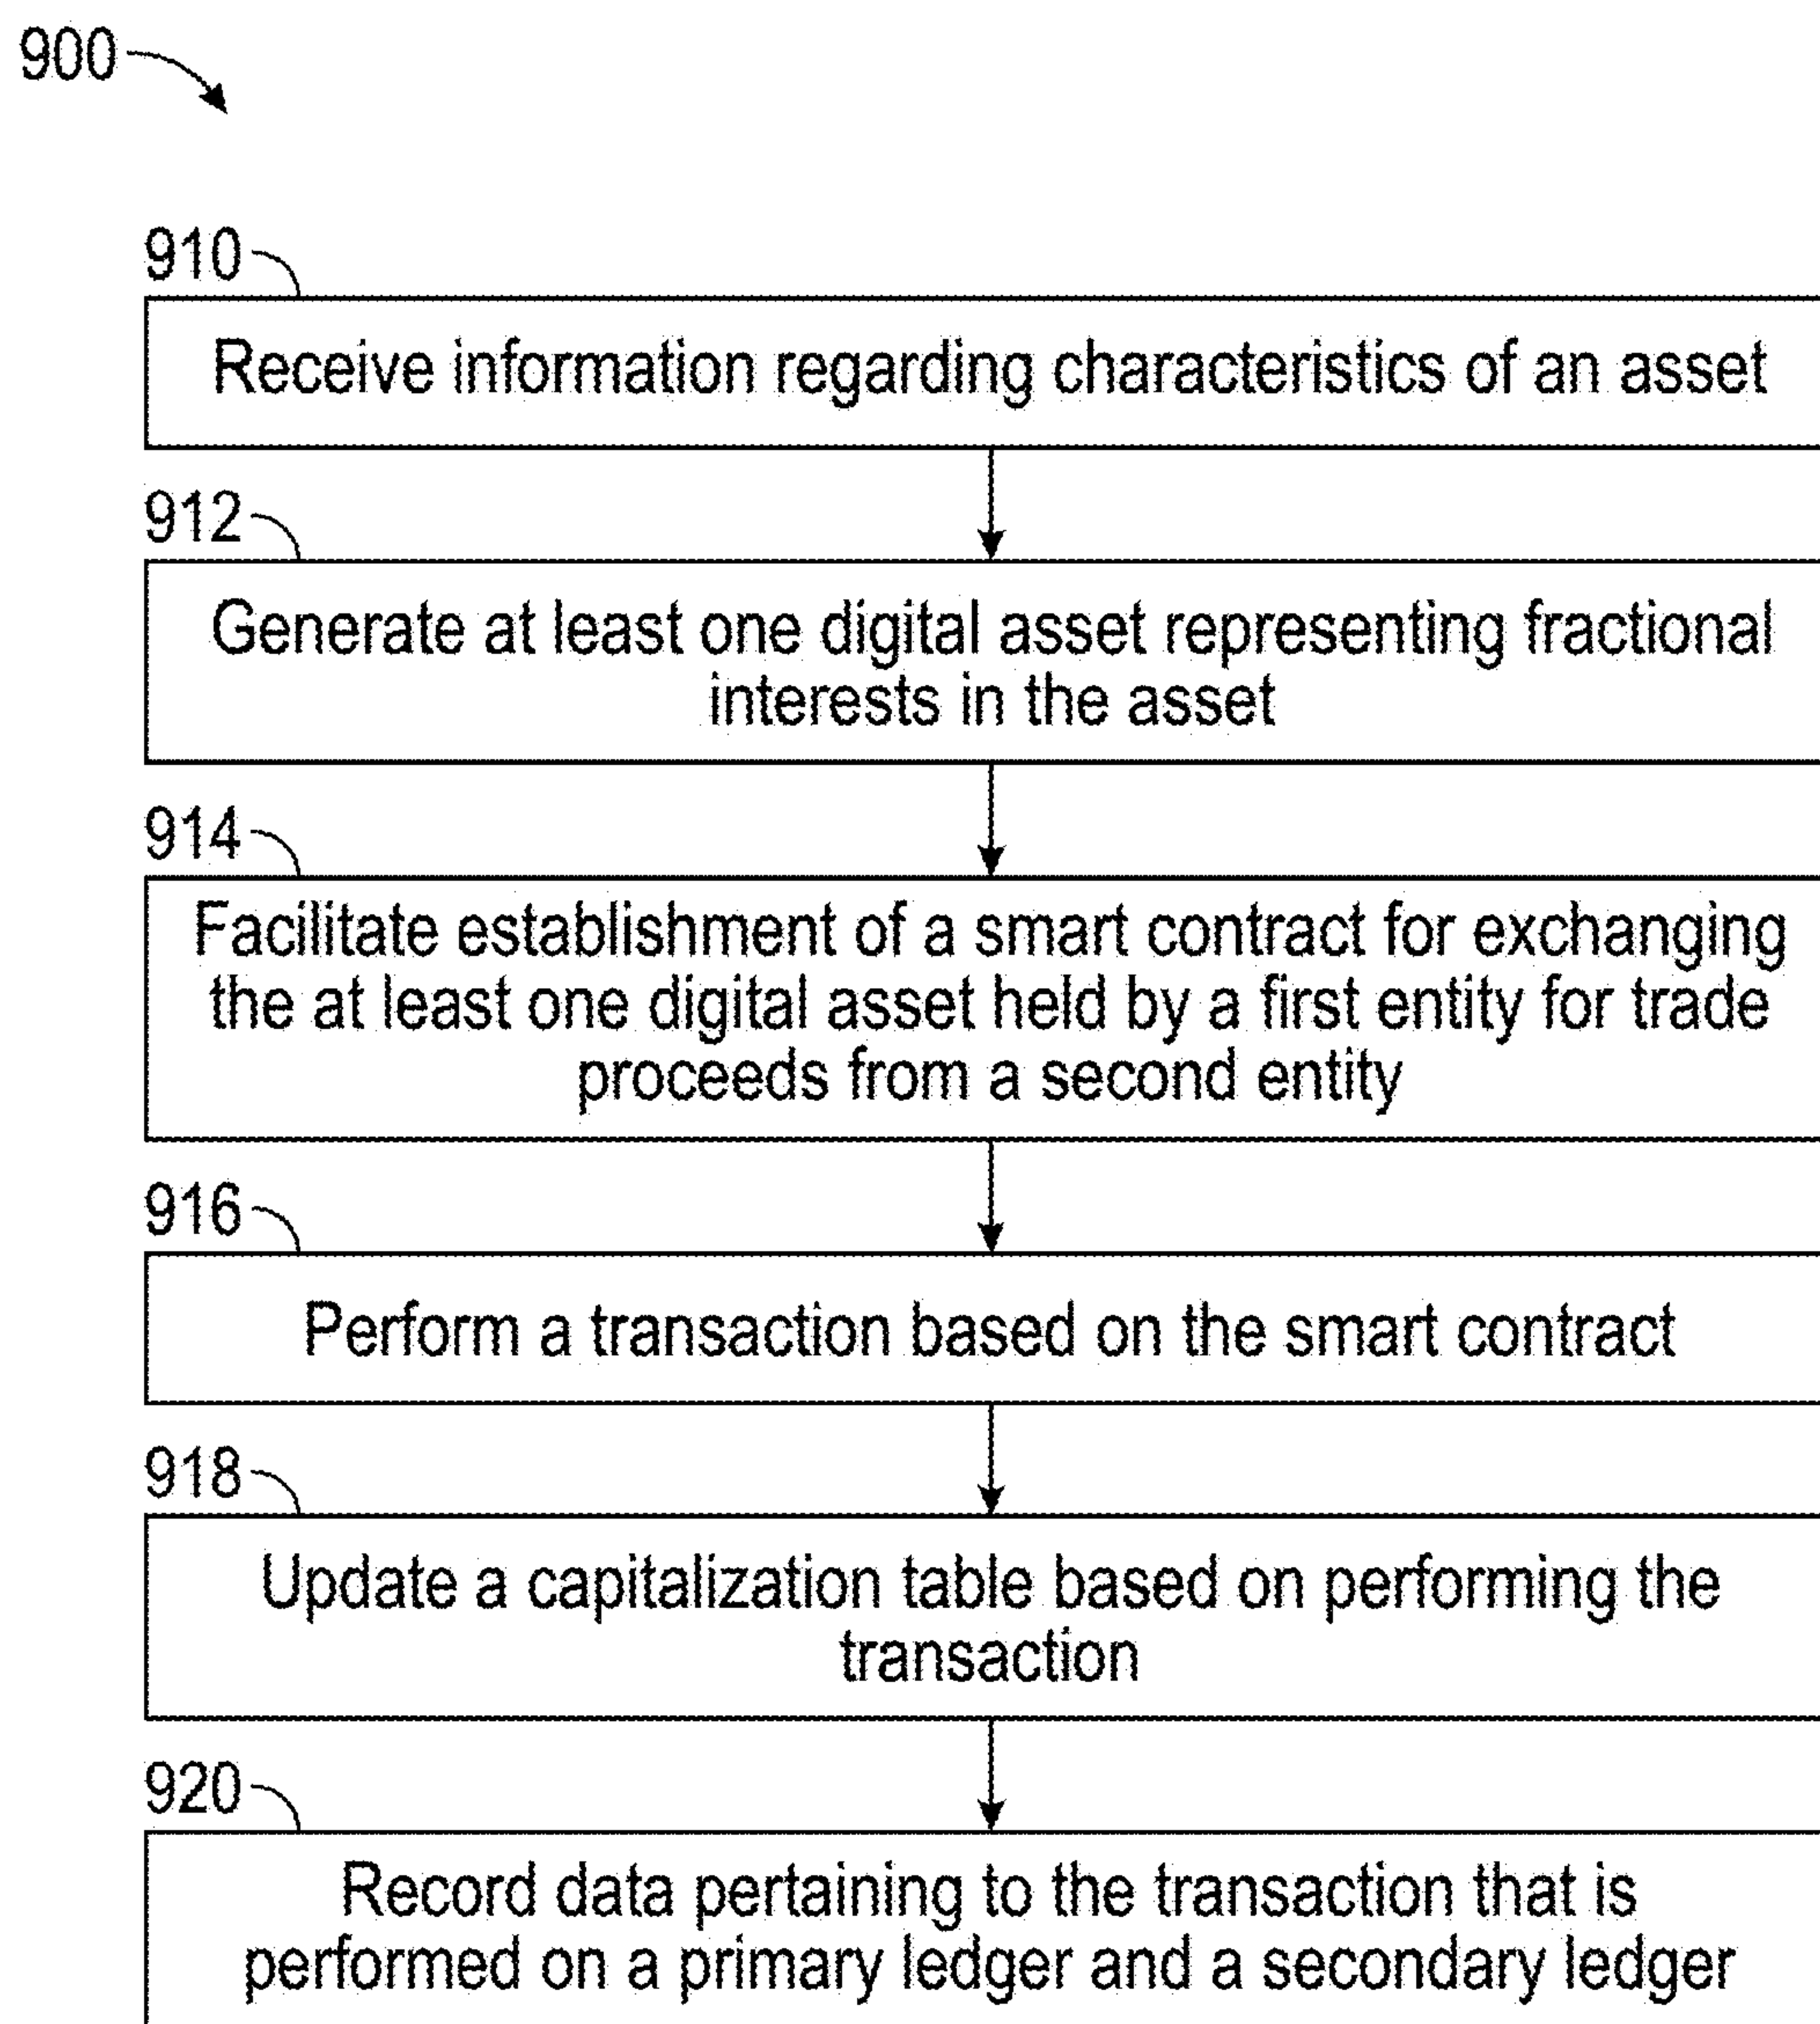 900
910
Receive information regarding characteristics of an asset
912
Generate at least one digital asset representing fractional
interests in the asset
914
Facilitate establishment of a smart contract for exchanging
the at least one digital asset held by a first entity for trade
proceeds from a second entity
916
Perform a transaction based on the smart contract
918
Update a capitalization table based on performing the
transaction
920
Record data pertaining to the transaction that is
performed on a primary ledger and a secondary ledger